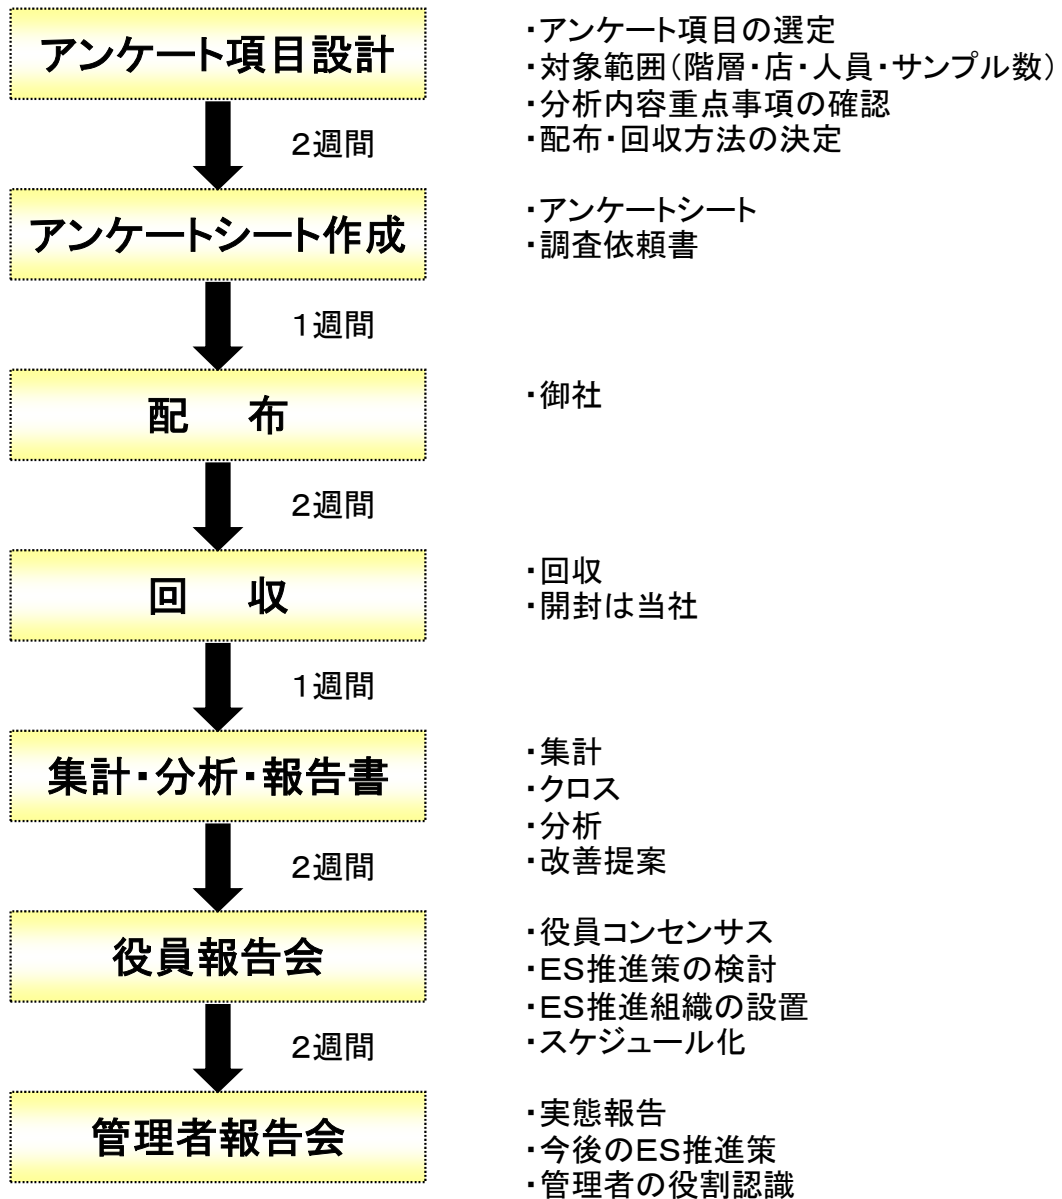 アンケート項目設計
・アンケート項目の選定
・対象範囲(階層・店・人員・サンプル数)
・分析内容重点事項の確認
・配布・回収方法の決定
2週間
アンケートシート作成
・アンケートシート
・調査依頼書
1週間
配 布
・御社
2週間
回 収
・回収
・開封は当社
1週間
集計・分析・報告書
・集計
・クロス
・分析
・改善提案
2週間
役員報告会
・役員コンセンサス
・ES推進策の検討
・ES推進組織の設置
・スケジュール化
2週間
管理者報告会
・実態報告
・今後のES推進策
・管理者の役割認識